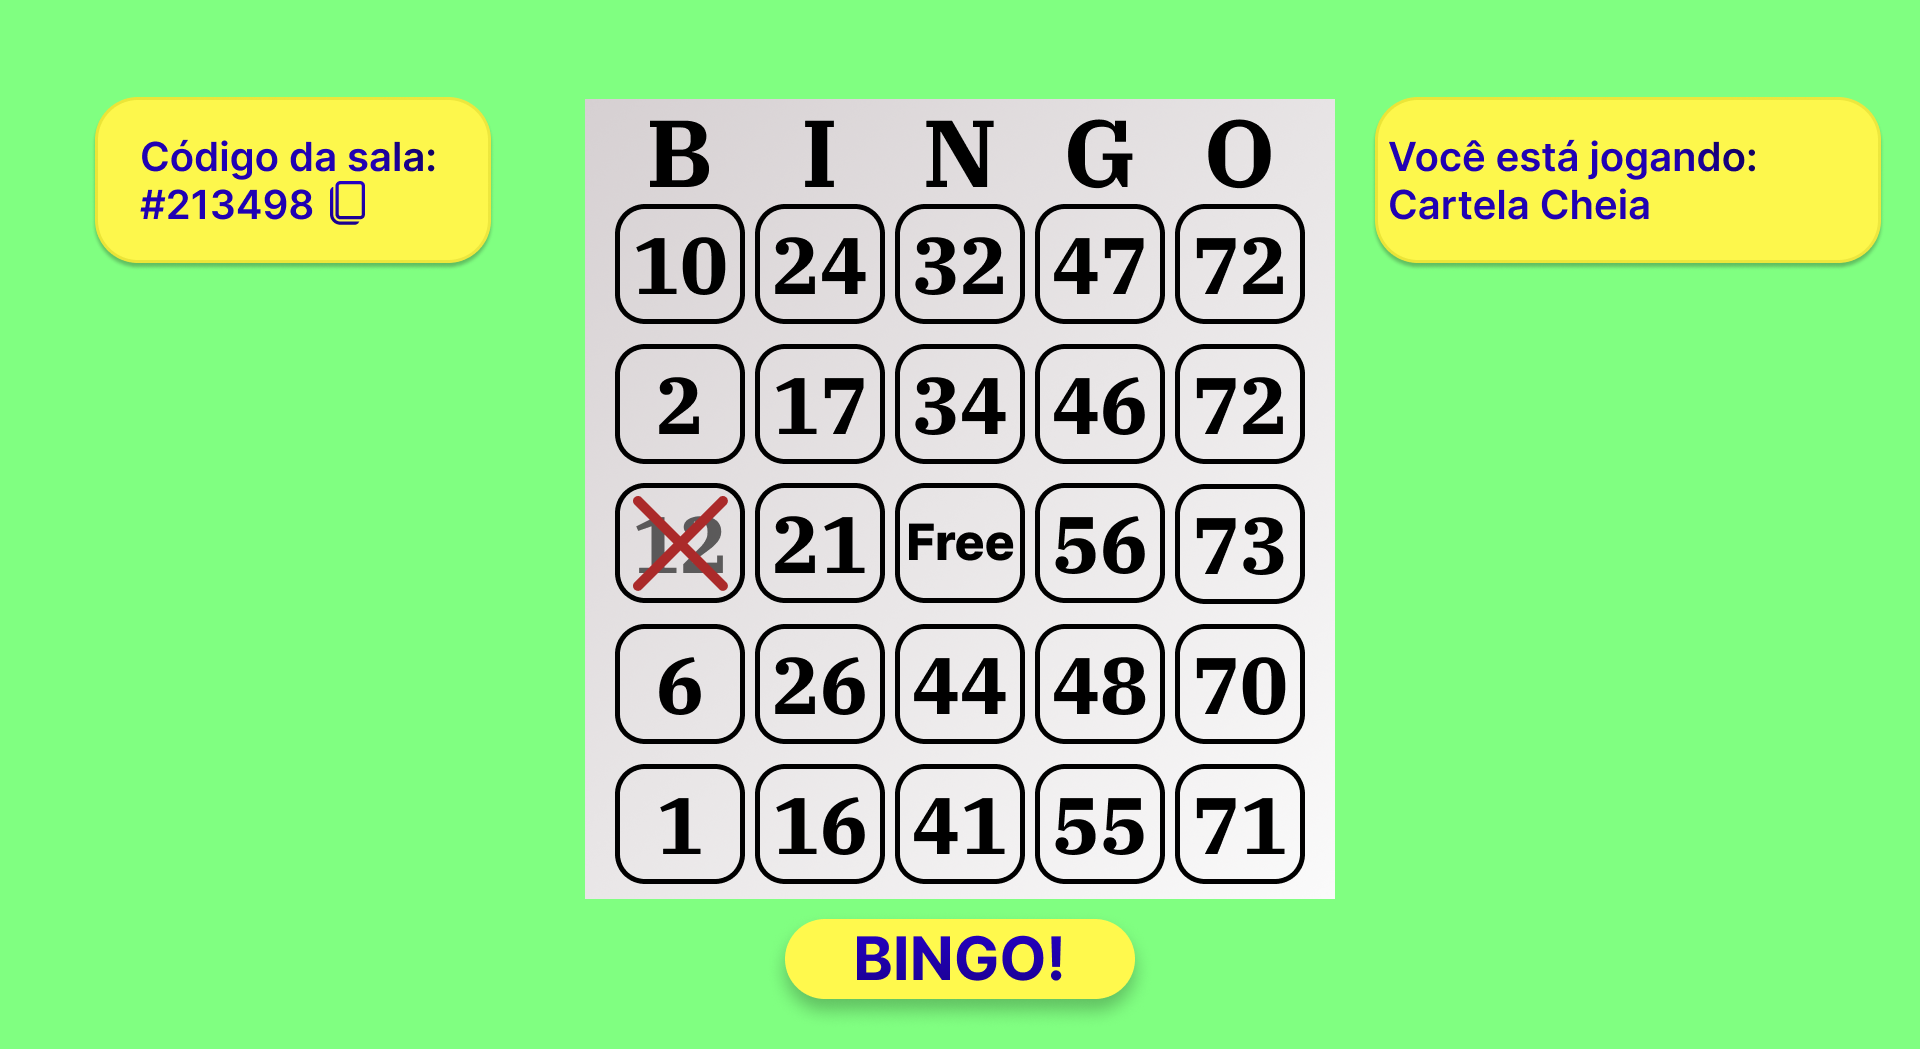 Código da sala:
#213498
B I N G O
10 24 32 47 72
2 17 34 46 72
12 21 Free 56 73
6 26 44 48 70
1 16 41 55 71
Você está jogando:
Cartela Cheia
BINGO!